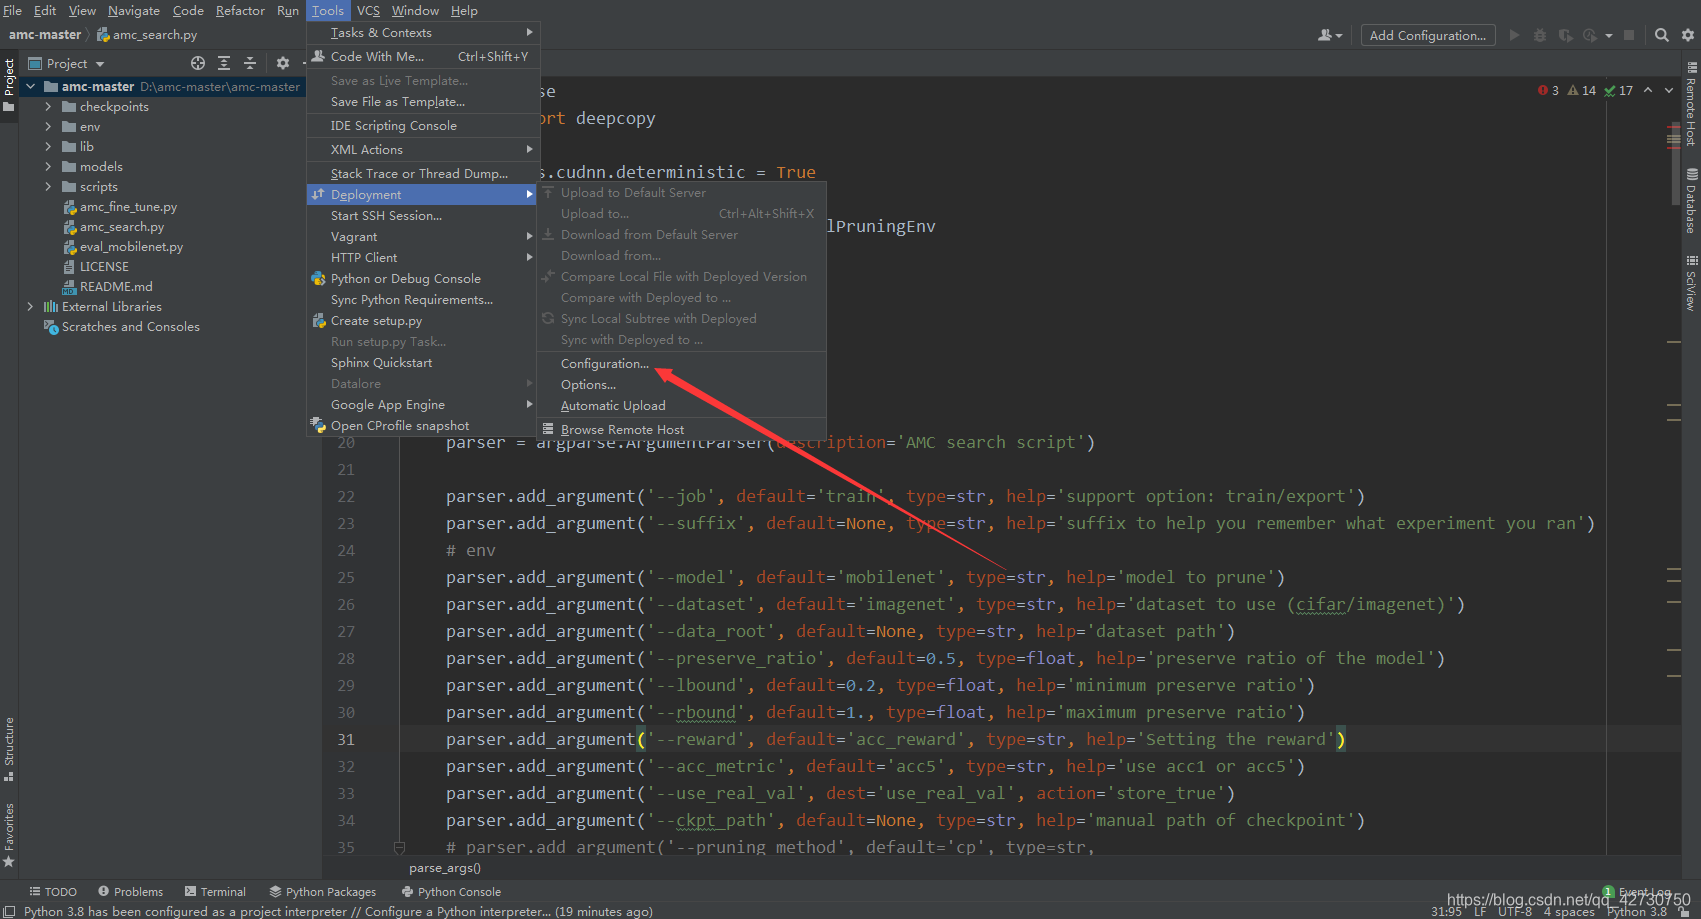 File Edit View Navigate Code Refactor Run Tools VCS Window Help
amc-master amc_search.py
Add Configuration...
Project
Project
amc-master D:\amc-master\amc-master
checkpoints
env
lib
models
scripts
amc_fine_tune.py
amc_search.py
eval_mobilenet.py
LICENSE
README.md
External Libraries
Scratches and Consoles
Structure
Favorites
Tasks & Contexts
Code With Me... Ctrl+Shift+Y
Save as Live Template...
Save File as Template...
IDE Scripting Console
XML Actions
Stack Trace or Thread Dump...
Deployment
Start SSH Session...
Vagrant
HTTP Client
Python or Debug Console
Sync Python Requirements...
Create setup.py
Run setup.py Task...
Sphinx Quickstart
Datalore
Google App Engine
Open CProfile snapshot
Upload to Default Server
Upload to... Ctrl+Alt+Shift+X
Download from Default Server
Download from...
Compare Local File with Deployed Version
Compare with Deployed to ...
Sync Local Subtree with Deployed
Sync with Deployed to ...
Configuration...
Options...
Automatic Upload
Browse Remote Host
3 14 17
se
ort deepcopy
s.cudnn.deterministic = True
lPruningEnv
20 parser = argparse.ArgumentParser(description='AMC search script')
21
22 parser.add_argument('--job', default='train', type=str, help='support option: train/export')
23 parser.add_argument('--suffix', default=None, type=str, help='suffix to help you remember what experiment you ran')
24 # env
25 parser.add_argument('--model', default='mobilenet', type=str, help='model to prune')
26 parser.add_argument('--dataset', default='imagenet', type=str, help='dataset to use (cifar/imagenet)')
27 parser.add_argument('--data_root', default=None, type=str, help='dataset path')
28 parser.add_argument('--preserve_ratio', default=0.5, type=float, help='preserve ratio of the model')
29 parser.add_argument('--lbound', default=0.2, type=float, help='minimum preserve ratio')
30 parser.add_argument('--rbound', default=1., type=float, help='maximum preserve ratio')
31 parser.add_argument('--reward', default='acc_reward', type=str, help='Setting the reward')
32 parser.add_argument('--acc_metric', default='acc5', type=str, help='use acc1 or acc5')
33 parser.add_argument('--use_real_val', dest='use_real_val', action='store_true')
34 parser.add_argument('--ckpt_path', default=None, type=str, help='manual path of checkpoint')
35 # parser.add_argument('--pruning_method', default='cp', type=str,
parse_args()
Remote Host
Database
SciView
TODO Problems Terminal Python Packages Python Console
1 Event Log
Python 3.8 has been configured as a project interpreter // Configure a Python interpreter... (19 minutes ago)
31:95 LF UTF-8 4 spaces Python 3.8
https://blog.csdn.net/qq_42730750